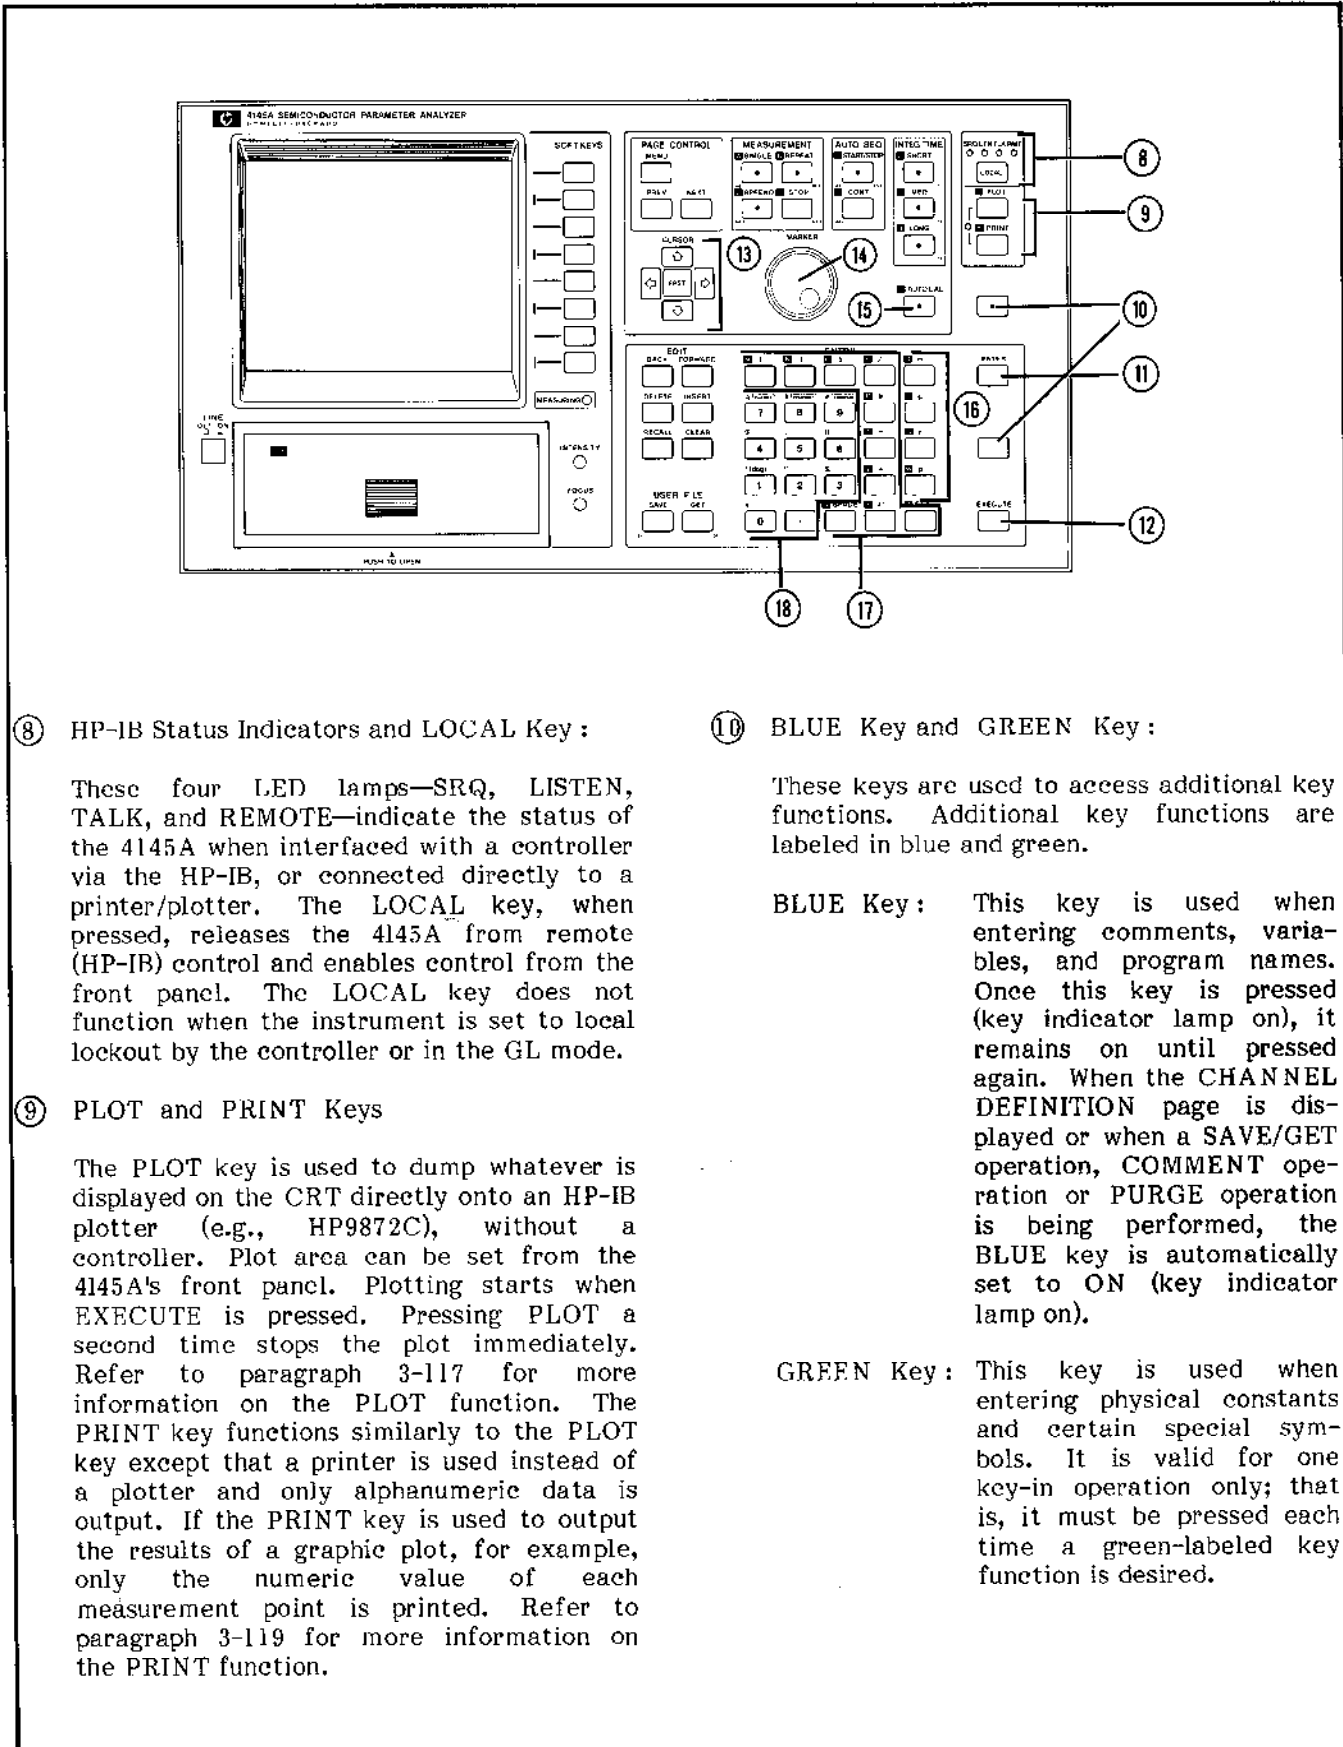 4145A SEMICONDUCTOR PARAMETER ANALYZER
HEWLETT-PACKARD
SOFT KEYS
PAGE CONTROL
MENU
PREV NEXT
MEASUREMENT
SINGLE REPEAT
APPEND STOP
AUTO SEQ
START/STOP
CONT
INTEG TIME
SHORT
MED
LONG
LOCAL
PLOT
PRINT
8
9
CURSOR
FAST
13
MARKER
14
AUTO CAL
15
10
EDIT
BACK FORWARD
DELETE INSERT
RECALL CLEAR
ENTER
11
16
7 8 9
4 5 6
1 2 3
0 .
MEASURING
LINE
OFF ON
INTENSITY
FOCUS
USER FILE
SAVE GET
SPACE
EXECUTE
12
PUSH TO OPEN
18
17
8 HP-IB Status Indicators and LOCAL Key:
These four LED lamps—SRQ, LISTEN,
TALK, and REMOTE—indicate the status of
the 4145A when interfaced with a controller
via the HP-IB, or connected directly to a
printer/plotter. The LOCAL key, when
pressed, releases the 4145A from remote
(HP-IB) control and enables control from the
front panel. The LOCAL key does not
function when the instrument is set to local
lockout by the controller or in the GL mode.
9 PLOT and PRINT Keys
The PLOT key is used to dump whatever is
displayed on the CRT directly onto an HP-IB
plotter (e.g., HP9872C), without a
controller. Plot area can be set from the
4145A's front panel. Plotting starts when
EXECUTE is pressed. Pressing PLOT a
second time stops the plot immediately.
Refer to paragraph 3-117 for more
information on the PLOT function. The
PRINT key functions similarly to the PLOT
key except that a printer is used instead of
a plotter and only alphanumeric data is
output. If the PRINT key is used to output
the results of a graphic plot, for example,
only the numeric value of each
measurement point is printed. Refer to
paragraph 3-119 for more information on
the PRINT function.
10 BLUE Key and GREEN Key:
These keys are used to access additional key
functions. Additional key functions are
labeled in blue and green.
BLUE Key: This key is used when
entering comments, varia-
bles, and program names.
Once this key is pressed
(key indicator lamp on), it
remains on until pressed
again. When the CHANNEL
DEFINITION page is dis-
played or when a SAVE/GET
operation, COMMENT ope-
ration or PURGE operation
is being performed, the
BLUE key is automatically
set to ON (key indicator
lamp on).
GREEN Key: This key is used when
entering physical constants
and certain special sym-
bols. It is valid for one
key-in operation only; that
is, it must be pressed each
time a green-labeled key
function is desired.